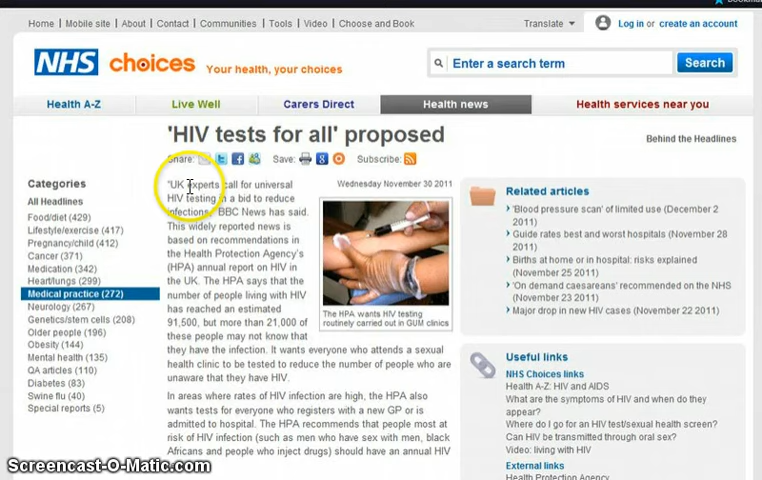 Home | Mobile site | About | Contact | Communities | Tools | Video | Choose and Book
Translate
Log in or create an account
NHS choices Your health, your choices
Enter a search term
Search
Health A-Z
Live Well
Carers Direct
Health news
Health services near you
'HIV tests for all' proposed
Behind the Headlines
Share:
Save:
Subscribe:
Categories
All Headlines
Food/diet (429)
Lifestyle/exercise (417)
Pregnancy/child (412)
Cancer (371)
Medication (342)
Heart/lungs (299)
Medical practice (272)
Neurology (267)
Genetics/stem cells (208)
Older people (196)
Obesity (144)
Mental health (135)
QA articles (110)
Diabetes (83)
Swine flu (40)
Special reports (5)
"UK experts call for universal
HIV testing in a bid to reduce
infections," BBC News has said.
This widely reported news is
based on recommendations in
the Health Protection Agency's
(HPA) annual report on HIV in
the UK. The HPA says that the
number of people living with HIV
has reached an estimated
91,500, but more than 21,000 of
these people may not know that
they have the infection. It wants everyone who attends a sexual
health clinic to be tested to reduce the number of people who are
unaware that they have HIV.
In areas where rates of HIV infection are high, the HPA also
wants tests for everyone who registers with a new GP or is
admitted to hospital. The HPA recommends that people most at
risk of HIV infection (such as men who have sex with men, black
Africans and people who inject drugs) should have an annual HIV
Wednesday November 30 2011
The HPA wants HIV testing
routinely carried out in GUM clinics
Related articles
'Blood pressure scan' of limited use (December 2
2011)
Guide rates best and worst hospitals (November 28
2011)
Births at home or in hospital: risks explained
(November 25 2011)
'On demand caesareans' recommended on the NHS
(November 23 2011)
Major drop in new HIV cases (November 22 2011)
Useful links
NHS Choices links
Health A-Z: HIV and AIDS
What are the symptoms of HIV and when do they
appear?
Where do I go for an HIV test/sexual health screen?
Can HIV be transmitted through oral sex?
Video: living with HIV
External links
Health Protection Agency
Screencast-O-Matic.com